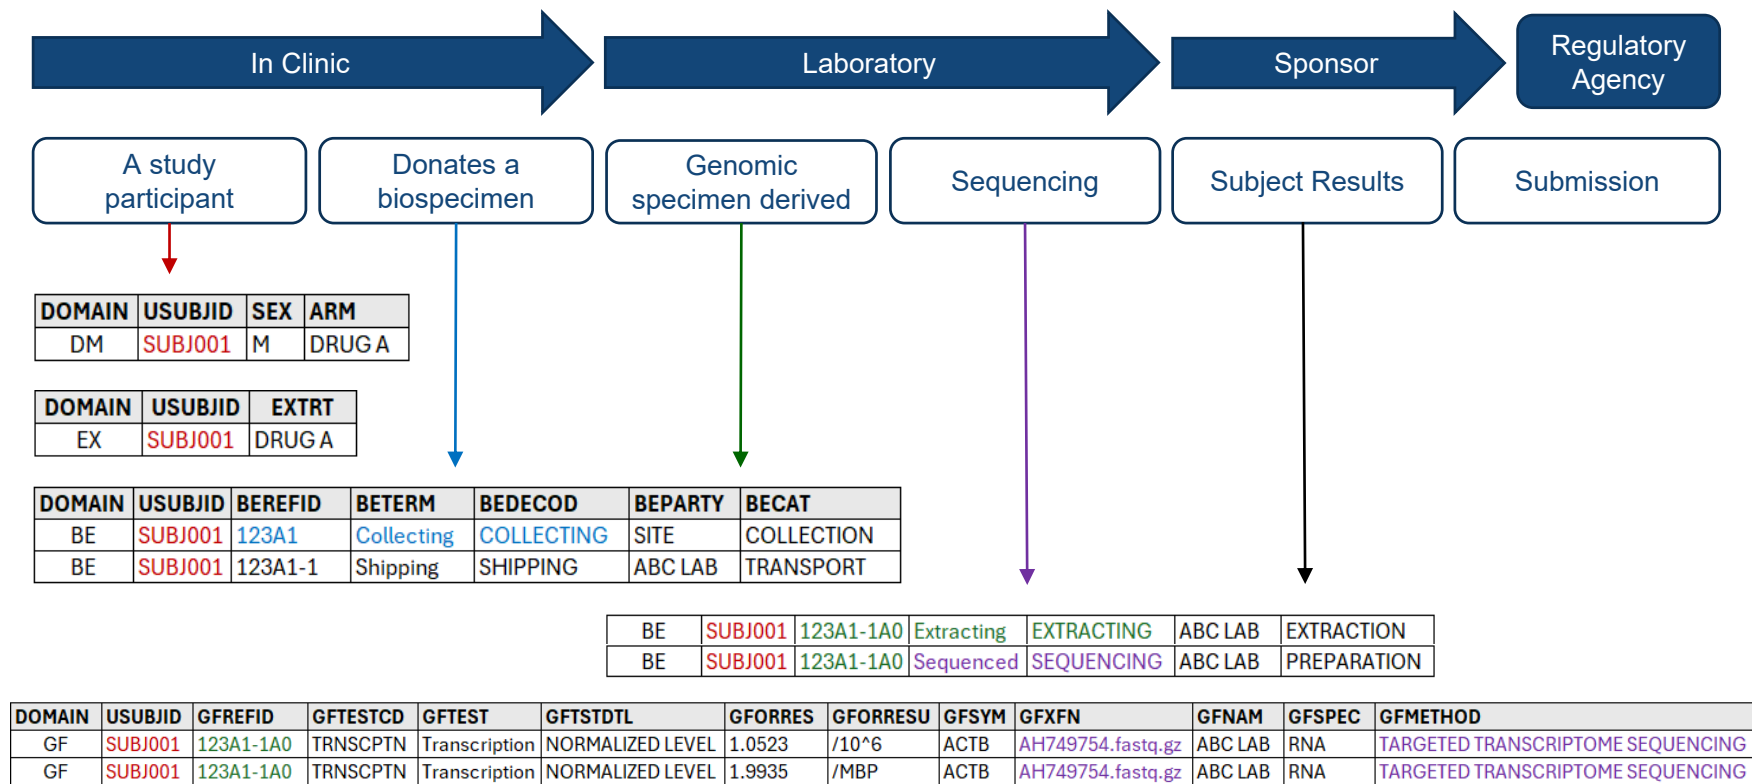 In Clinic
Laboratory
Sponsor
Regulatory
Agency
A study
participant
Donates a
biospecimen
Genomic
specimen derived
Sequencing
Subject Results
Submission
DOMAIN USUBJID SEX ARM
DM SUBJ001 M DRUG A
DOMAIN USUBJID EXTRT
EX SUBJ001 DRUG A
DOMAIN USUBJID BEREFID BETERM BEDECOD BEPARTY BECAT
BE SUBJ001 123A1 Collecting COLLECTING SITE COLLECTION
BE SUBJ001 123A1-1 Shipping SHIPPING ABC LAB TRANSPORT
BE SUBJ001 123A1-1A0 Extracting EXTRACTING ABC LAB EXTRACTION
BE SUBJ001 123A1-1A0 Sequenced SEQUENCING ABC LAB PREPARATION
DOMAIN USUBJID GFREFID GFTESTCD GFTEST GFTSTDTL GFORRES GFORRESU GFSYM GFXFN GFNAM GFSPEC GFMETHOD
GF SUBJ001 123A1-1A0 TRNSCPTN Transcription NORMALIZED LEVEL 1.0523 /10^6 ACTB AH749754.fastq.gz ABC LAB RNA TARGETED TRANSCRIPTOME SEQUENCING
GF SUBJ001 123A1-1A0 TRNSCPTN Transcription NORMALIZED LEVEL 1.9935 /MBP ACTB AH749754.fastq.gz ABC LAB RNA TARGETED TRANSCRIPTOME SEQUENCING